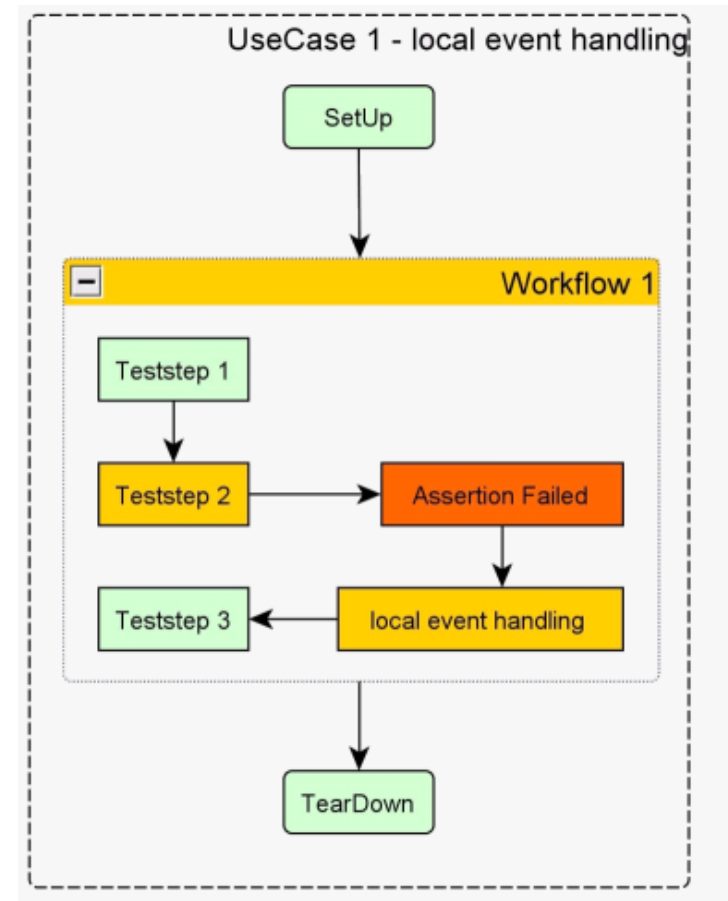 UseCase 1 - local event handling
SetUp
Workflow 1
Teststep 1
Teststep 2
Assertion Failed
Teststep 3
local event handling
TearDown